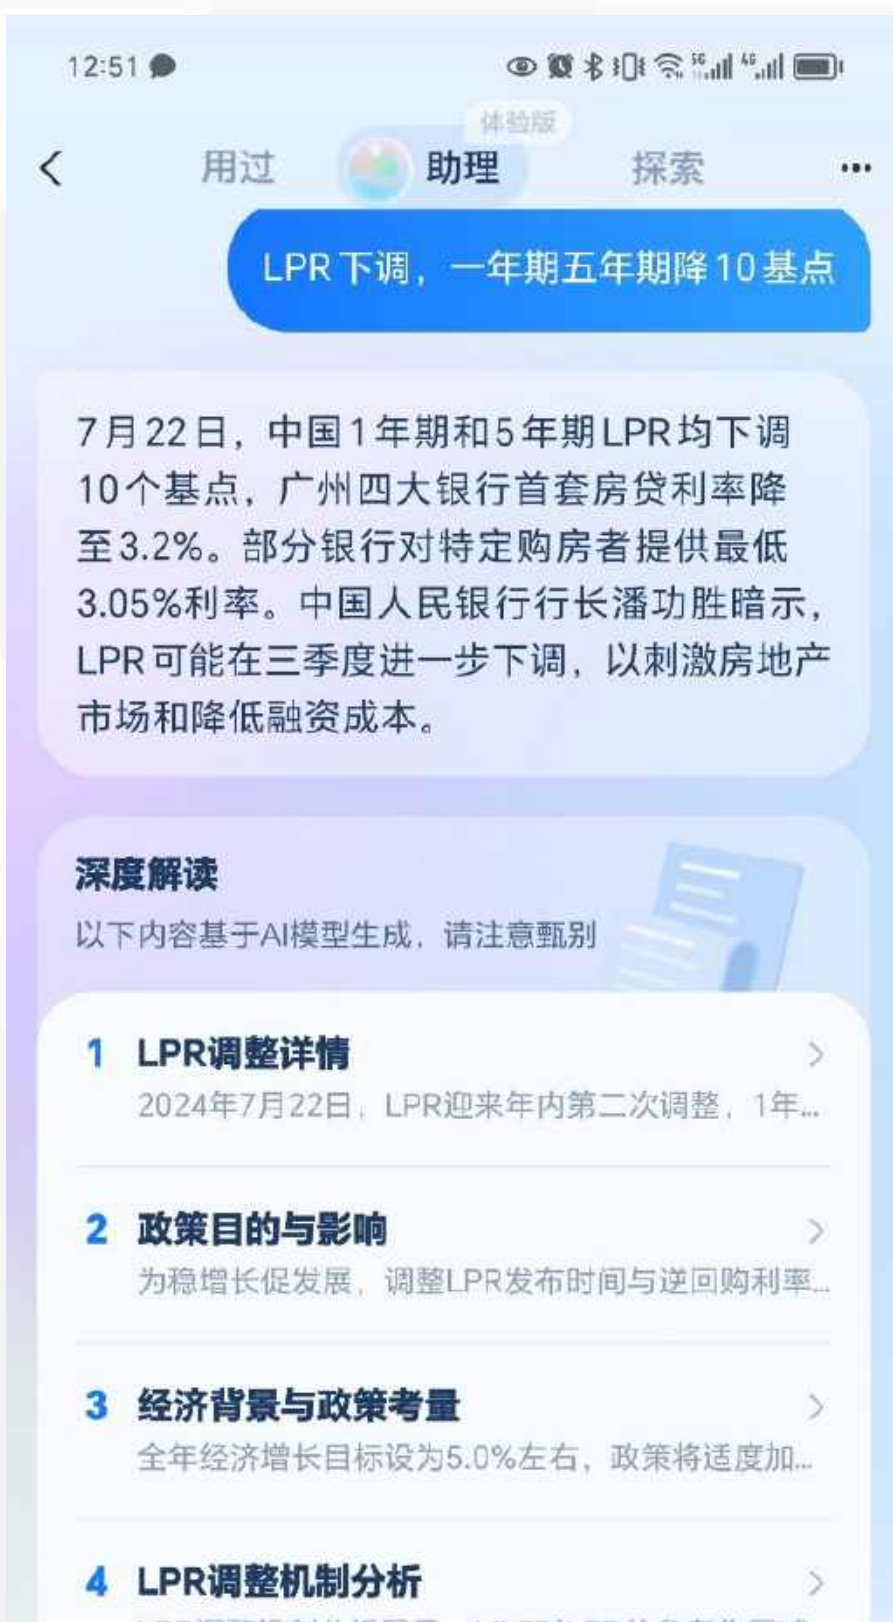 12:51
5G
4G
体验版
用过
助理
探索
LPR下调，一年期五年期降10基点
7月22日，中国1年期和5年期LPR均下调
10个基点，广州四大银行首套房贷利率降
至3.2%。部分银行对特定购房者提供最低
3.05%利率。中国人民银行行长潘功胜暗示，
LPR可能在三季度进一步下调，以刺激房地产
市场和降低融资成本。
深度解读
以下内容基于AI模型生成，请注意甄别
1 LPR调整详情
2024年7月22日，LPR迎来年内第二次调整，1年...
2 政策目的与影响
为稳增长促发展，调整LPR发布时间与逆回购利率...
3 经济背景与政策考量
全年经济增长目标设为5.0%左右，政策将适度加...
4 LPR调整机制分析